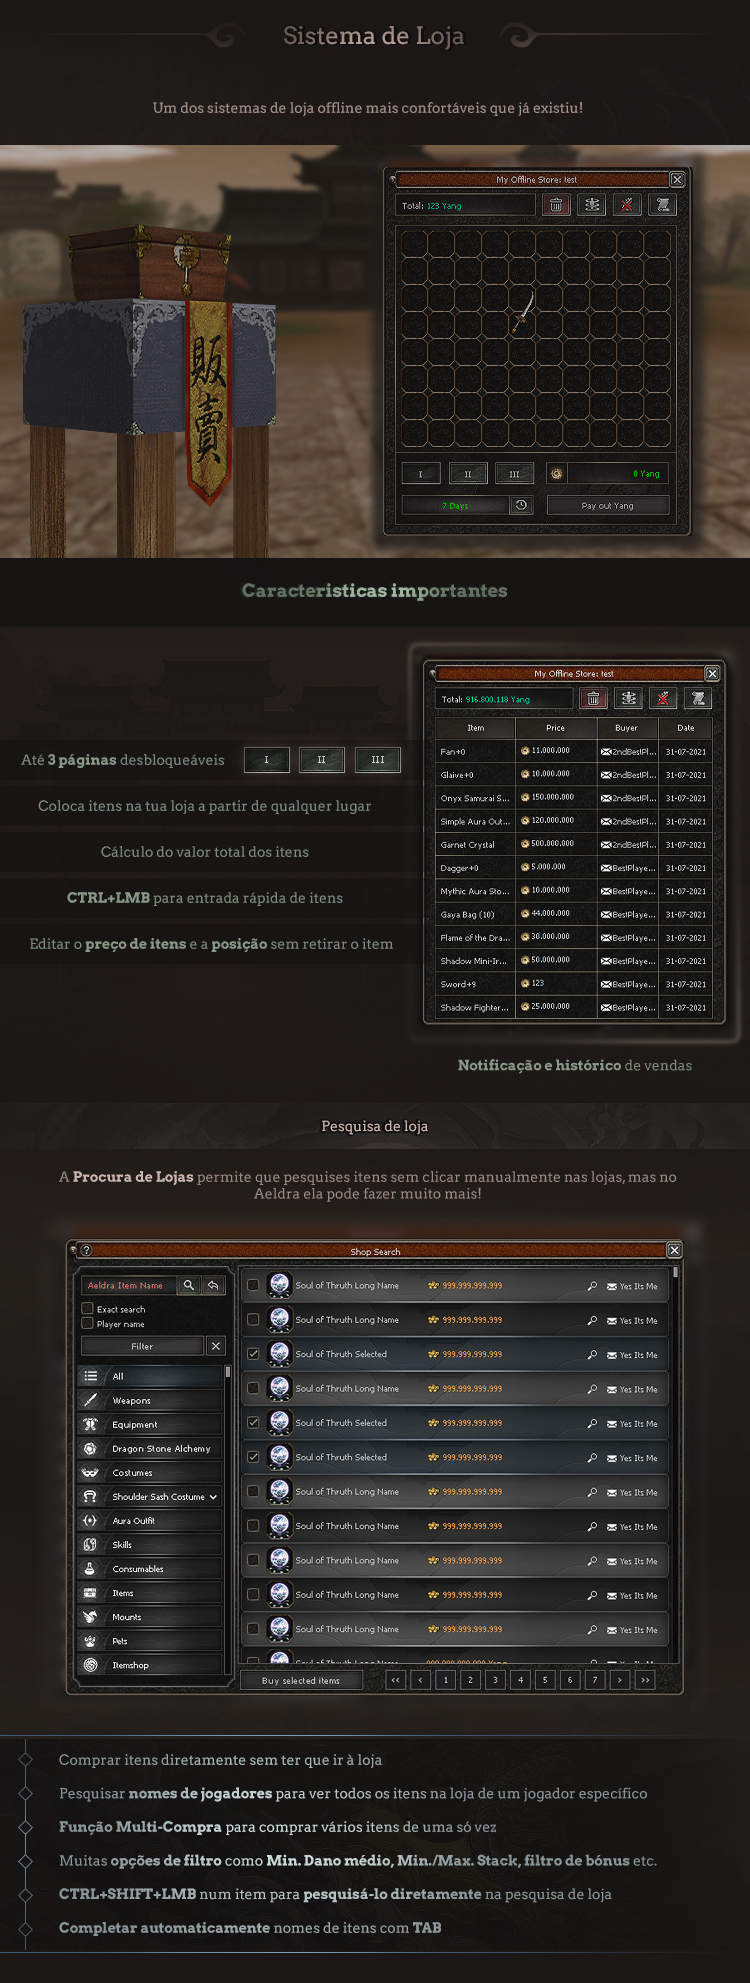 Sistema de Loja
Um dos sistemas de loja offline mais confortáveis que já existiu!
My Offline Store: test
Total: 123 Yang
販賣
I II III
0 Yang
7 Days
Pay out Yang
Caracteristicas importantes
Até 3 páginas desbloqueáveis I II III
Coloca itens na tua loja a partir de qualquer lugar
Cálculo do valor total dos itens
CTRL+LMB para entrada rápida de itens
Editar o preço de itens e a posição sem retirar o item
My Offline Store: test
Total: 916.800.118 Yang
Item Price Buyer Date
Fan+0 11.000.000 2ndBestPl... 31-07-2021
Glaive+0 10.000.000 2ndBestPl... 31-07-2021
Onyx Samurai S... 150.000.000 2ndBestPl... 31-07-2021
Simple Aura Out... 120.000.000 2ndBestPl... 31-07-2021
Garnet Crystal 500.000.000 2ndBestPl... 31-07-2021
Dagger+0 5.000.000 BestPlaye... 31-07-2021
Mythic Aura Sto... 10.000.000 BestPlaye... 31-07-2021
Gaya Bag (10) 44.000.000 BestPlaye... 31-07-2021
Flame of the Dra... 30.000.000 BestPlaye... 31-07-2021
Shadow Mini-Ir... 50.000.000 BestPlaye... 31-07-2021
Sword+9 123 BestPlaye... 31-07-2021
Shadow Fighter... 25.000.000 BestPlaye... 31-07-2021
Notificação e histórico de vendas
Pesquisa de loja
A Procura de Lojas permite que pesquises itens sem clicar manualmente nas lojas, mas no
Aeldra ela pode fazer muito mais!
? Shop Search
Aeldra Item Name
Exact search
Player name
Filter
All
Weapons
Equipment
Dragon Stone Alchemy
Costumes
Shoulder Sash Costume
Aura Outfit
Skills
Consumables
Items
Mounts
Pets
Itemshop
Soul of Thruth Long Name 999.999.999.999 Yes Its Me
Soul of Thruth Long Name 999.999.999.999 Yes Its Me
Soul of Thruth Selected 999.999.999.999 Yes Its Me
Soul of Thruth Long Name 999.999.999.999 Yes Its Me
Soul of Thruth Selected 999.999.999.999 Yes Its Me
Soul of Thruth Selected 999.999.999.999 Yes Its Me
Soul of Thruth Long Name 999.999.999.999 Yes Its Me
Soul of Thruth Long Name 999.999.999.999 Yes Its Me
Soul of Thruth Long Name 999.999.999.999 Yes Its Me
Soul of Thruth Long Name 999.999.999.999 Yes Its Me
Soul of Thruth Long Name 999.999.999.999 Yes Its Me
Buy selected items << < 1 2 3 4 5 6 7 > >>
Comprar itens diretamente sem ter que ir à loja
Pesquisar nomes de jogadores para ver todos os itens na loja de um jogador específico
Função Multi-Compra para comprar vários itens de uma só vez
Muitas opções de filtro como Min. Dano médio, Min./Max. Stack, filtro de bónus etc.
CTRL+SHIFT+LMB num item para pesquisá-lo diretamente na pesquisa de loja
Completar automaticamente nomes de itens com TAB